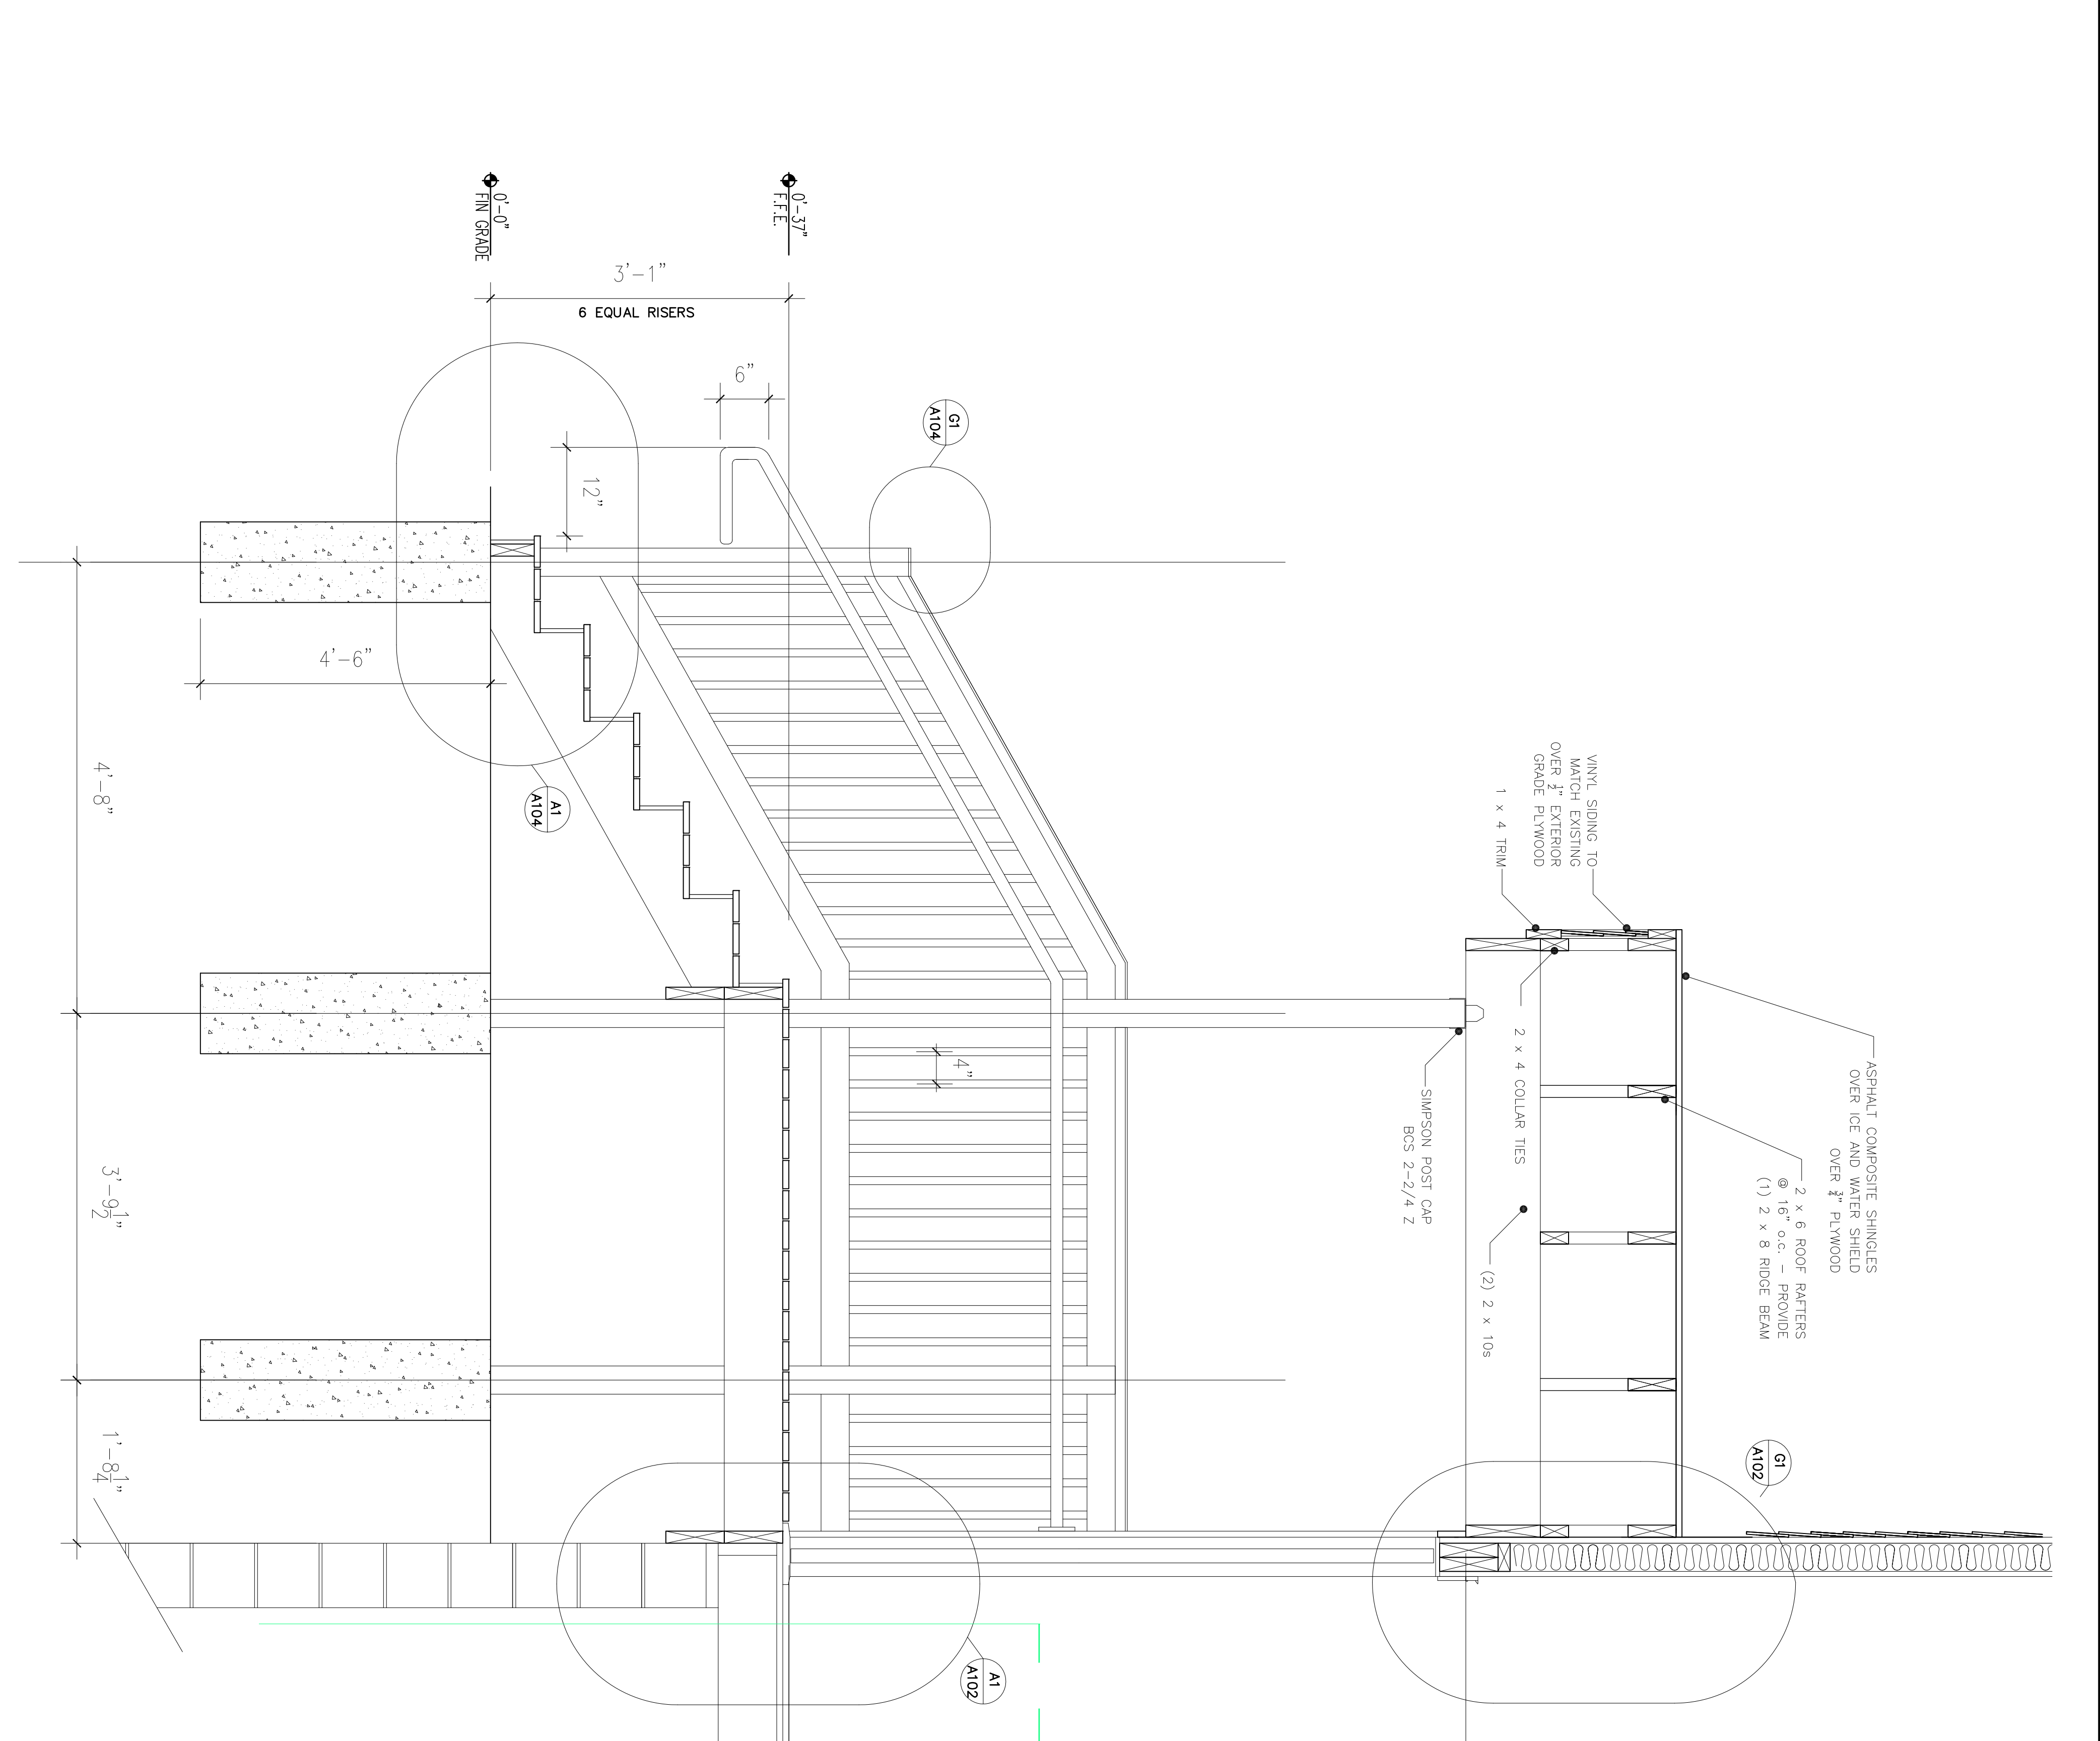 0'-0"
FIN GRADE
0'-37"
F.F.E.
3'-1"
6 EQUAL RISERS
6"
12"
G1
A104
4'-6"
A1
A104
4'-8"
3'-9 1/2"
1'-8 1/4"
4"
VINYL SIDING TO
MATCH EXISTING
OVER 1/2" EXTERIOR
GRADE PLYWOOD
1 x 4 TRIM
2 x 4 COLLAR TIES
SIMPSON POST CAP
BCS 2-2/4 Z
(2) 2 x 10s
ASPHALT COMPOSITE SHINGLES
OVER ICE AND WATER SHIELD
OVER 3/4" PLYWOOD
2 x 6 ROOF RAFTERS
@ 16" o.c. – PROVIDE
(1) 2 x 8 RIDGE BEAM
G1
A102
A1
A102